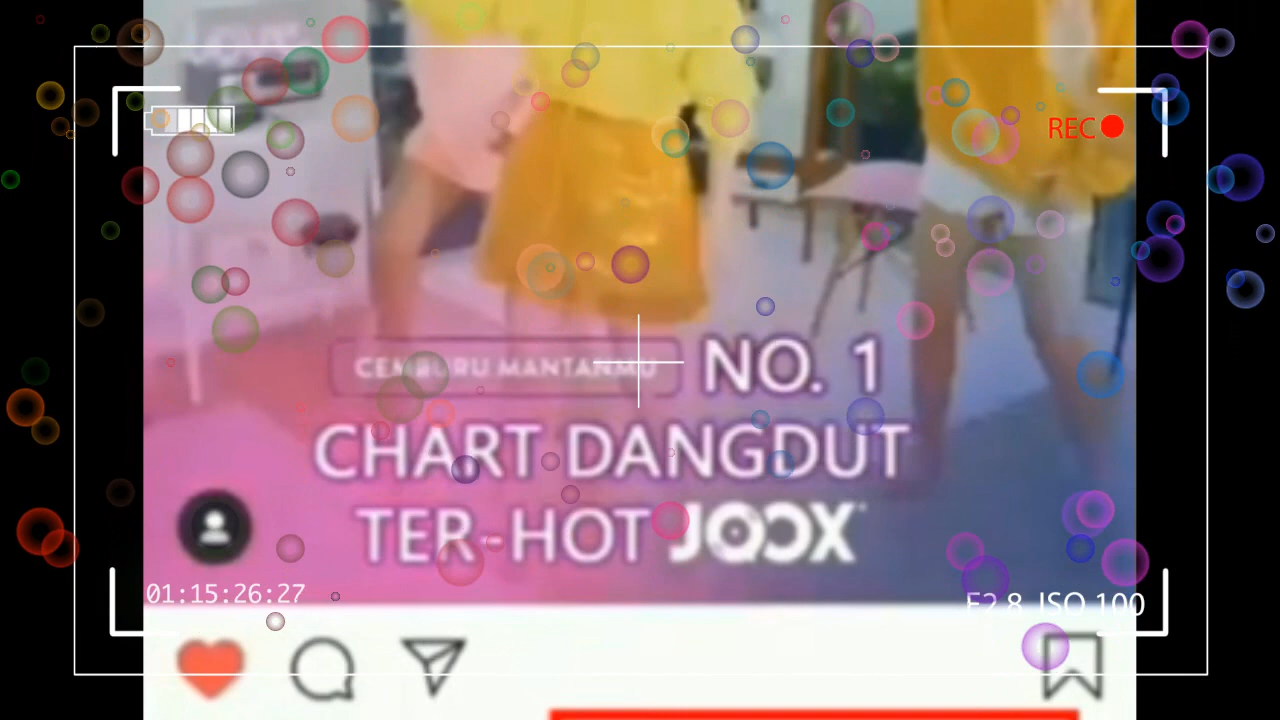 REC
CEMBURU MANTANMU NO. 1
CHART DANGDUT
TER-HOT JOOX
01:15:26:27
F2.8 ISO 100